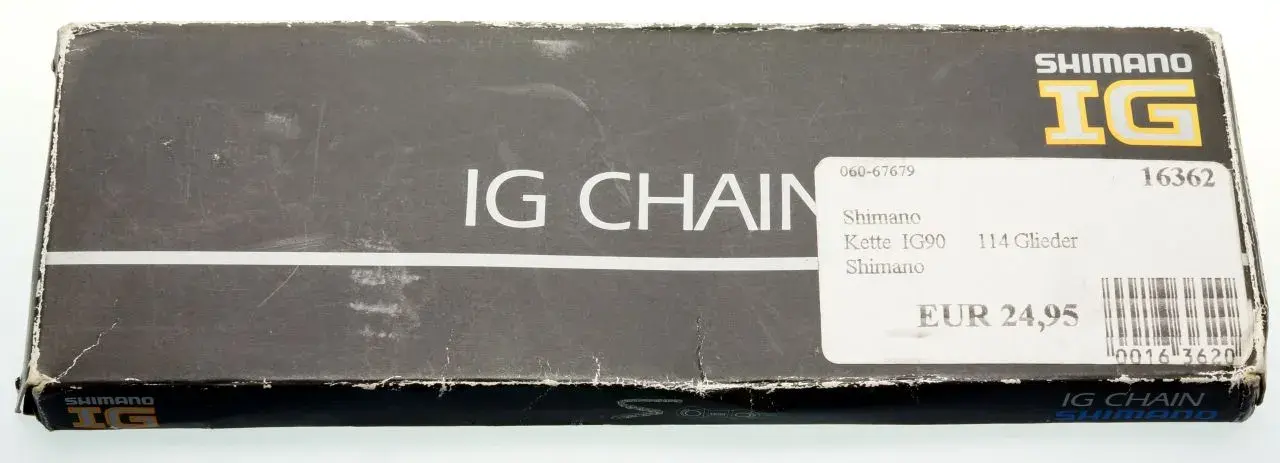 SHIMANO
IG
IG CHAIN
060-67679 16362
Shimano
Kette IG90 114 Glieder
Shimano
EUR 24,95
0016 3620
SHIMANO
IG
IG CHAIN
SHIMANO